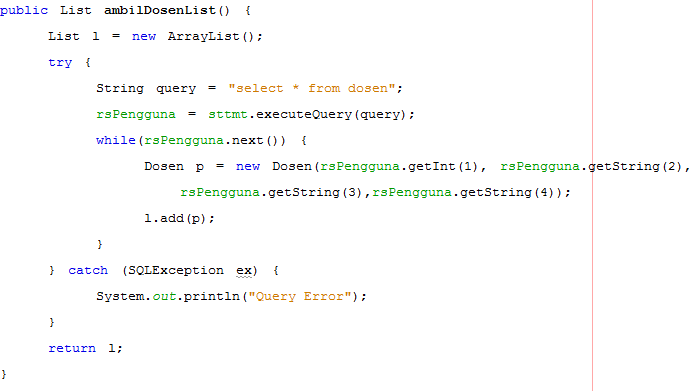 public List ambilDosenList() {
List l = new ArrayList();
try {
String query = "select * from dosen";
rsPengguna = sttmt.executeQuery(query);
while(rsPengguna.next()) {
Dosen p = new Dosen(rsPengguna.getInt(1), rsPengguna.getString(2),
rsPengguna.getString(3),rsPengguna.getString(4));
l.add(p);
}
} catch (SQLException ex) {
System.out.println("Query Error");
}
return l;
}